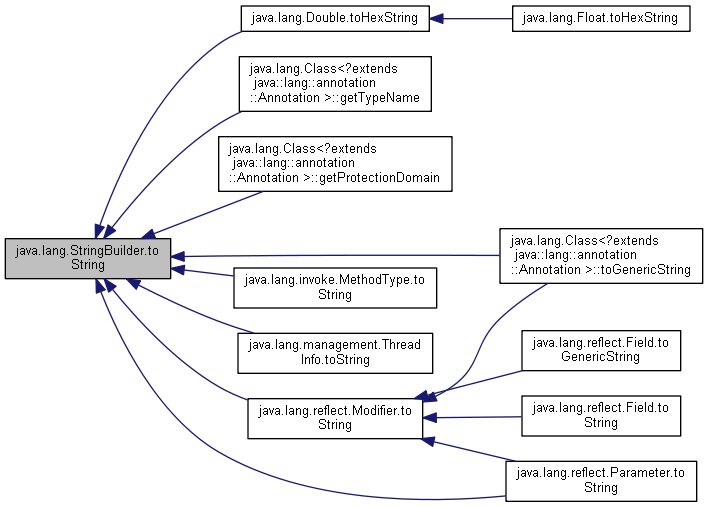 java.lang.Double.toHexString
java.lang.Float.toHexString
java.lang.Class<?extends
java::lang::annotation
::Annotation >::getTypeName
java.lang.Class<?extends
java::lang::annotation
::Annotation >::getProtectionDomain
java.lang.StringBuilder.to
String
java.lang.Class<?extends
java::lang::annotation
::Annotation >::toGenericString
java.lang.invoke.MethodType.to
String
java.lang.management.Thread
Info.toString
java.lang.reflect.Field.to
GenericString
java.lang.reflect.Modifier.to
String
java.lang.reflect.Field.to
String
java.lang.reflect.Parameter.to
String